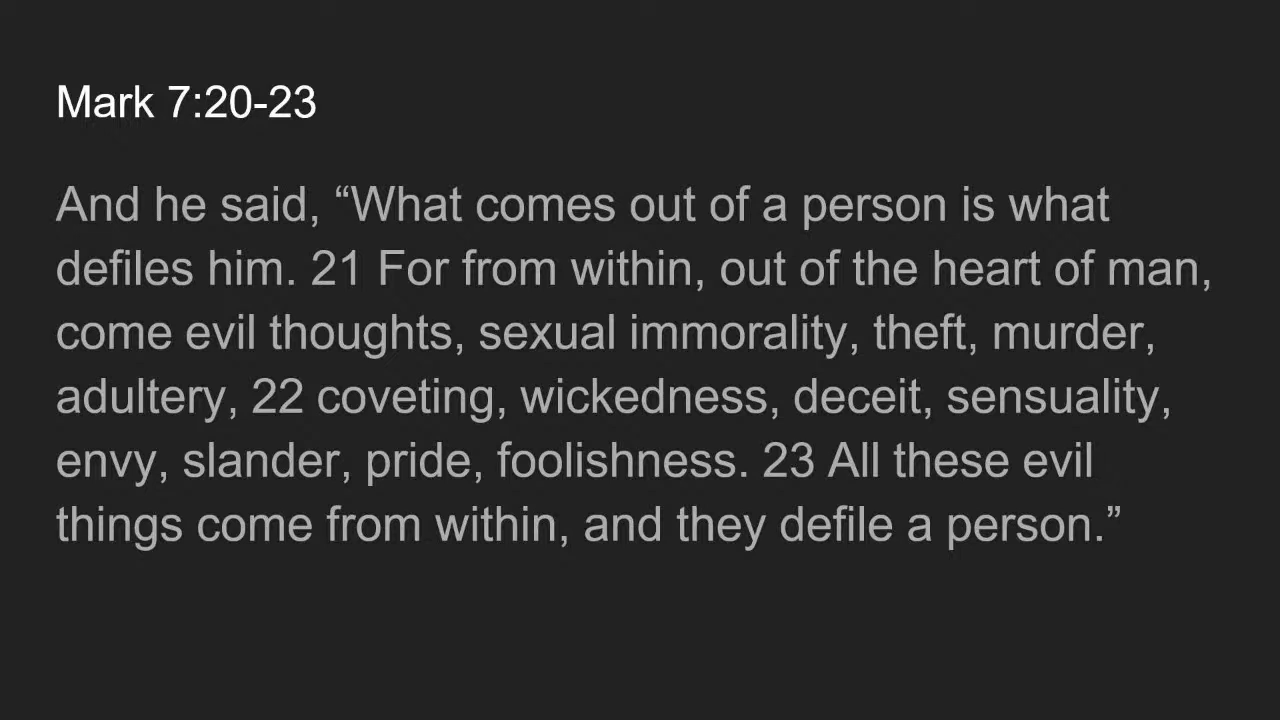 Mark 7:20-23
And he said, “What comes out of a person is what
defiles him. 21 For from within, out of the heart of man,
come evil thoughts, sexual immorality, theft, murder,
adultery, 22 coveting, wickedness, deceit, sensuality,
envy, slander, pride, foolishness. 23 All these evil
things come from within, and they defile a person.”